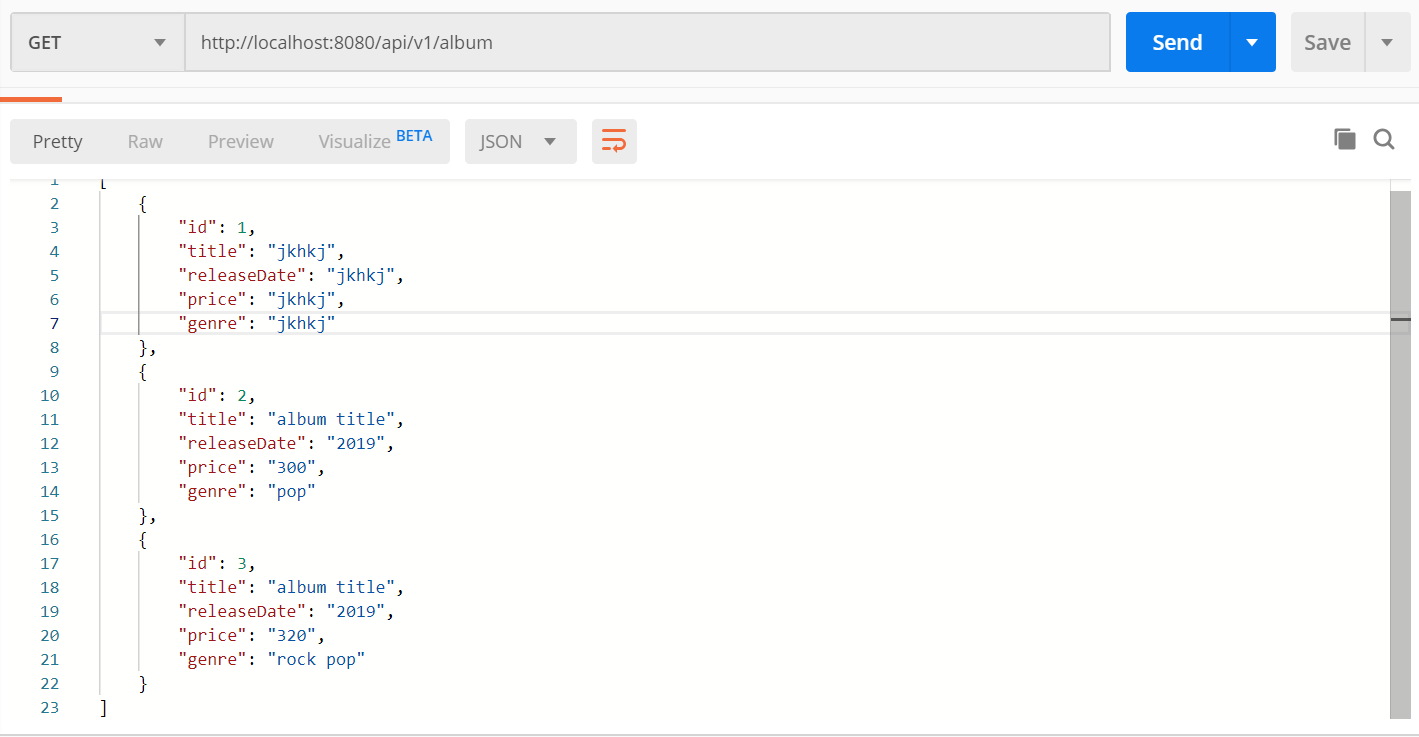 GET http://localhost:8080/api/v1/album Send Save
Pretty Raw Preview Visualize BETA JSON
1 [
2 {
3 "id": 1,
4 "title": "jkhkj",
5 "releaseDate": "jkhkj",
6 "price": "jkhkj",
7 "genre": "jkhkj"
8 },
9 {
10 "id": 2,
11 "title": "album title",
12 "releaseDate": "2019",
13 "price": "300",
14 "genre": "pop"
15 },
16 {
17 "id": 3,
18 "title": "album title",
19 "releaseDate": "2019",
20 "price": "320",
21 "genre": "rock pop"
22 }
23 ]